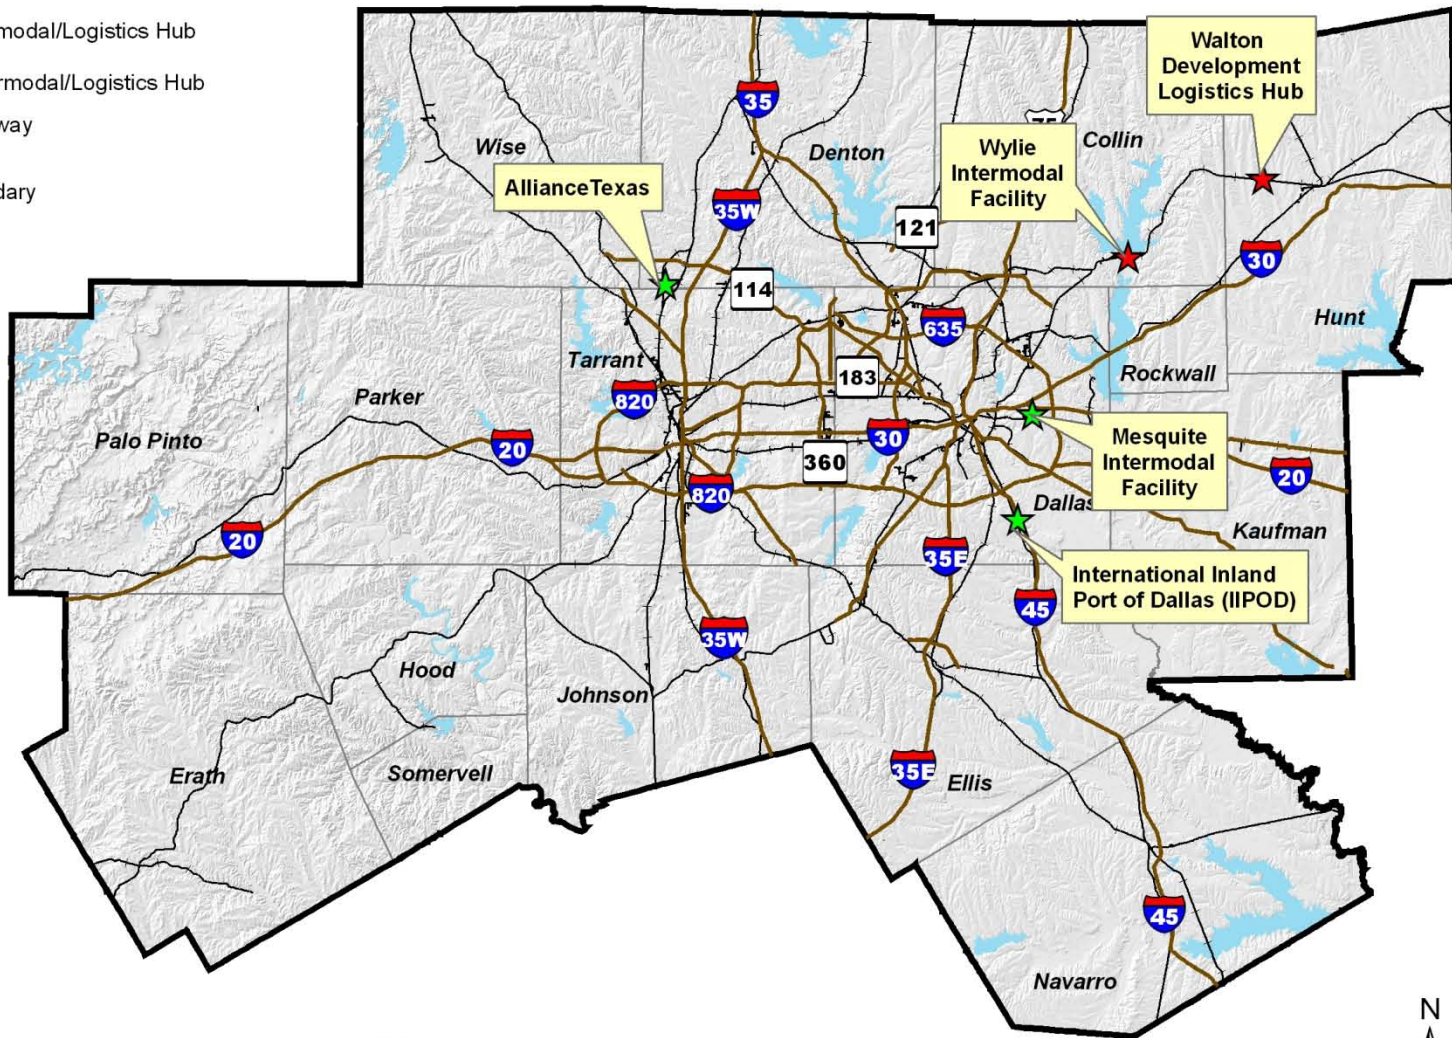 modal/Logistics Hub
rmodal/Logistics Hub
way
dary
Walton
Development
Logistics Hub
35
75
Collin
Wylie
Intermodal
Facility
Wise
Denton
AllianceTexas
35W
121
30
114
Hunt
635
Tarrant
Rockwall
183
820
Parker
Palo Pinto
20
30
360
Mesquite
Intermodal
Facility
20
820
Dallas
Kaufman
20
35E
International Inland
Port of Dallas (IIPOD)
45
35W
Hood
Johnson
Erath
Somervell
35E
Ellis
45
Navarro
N